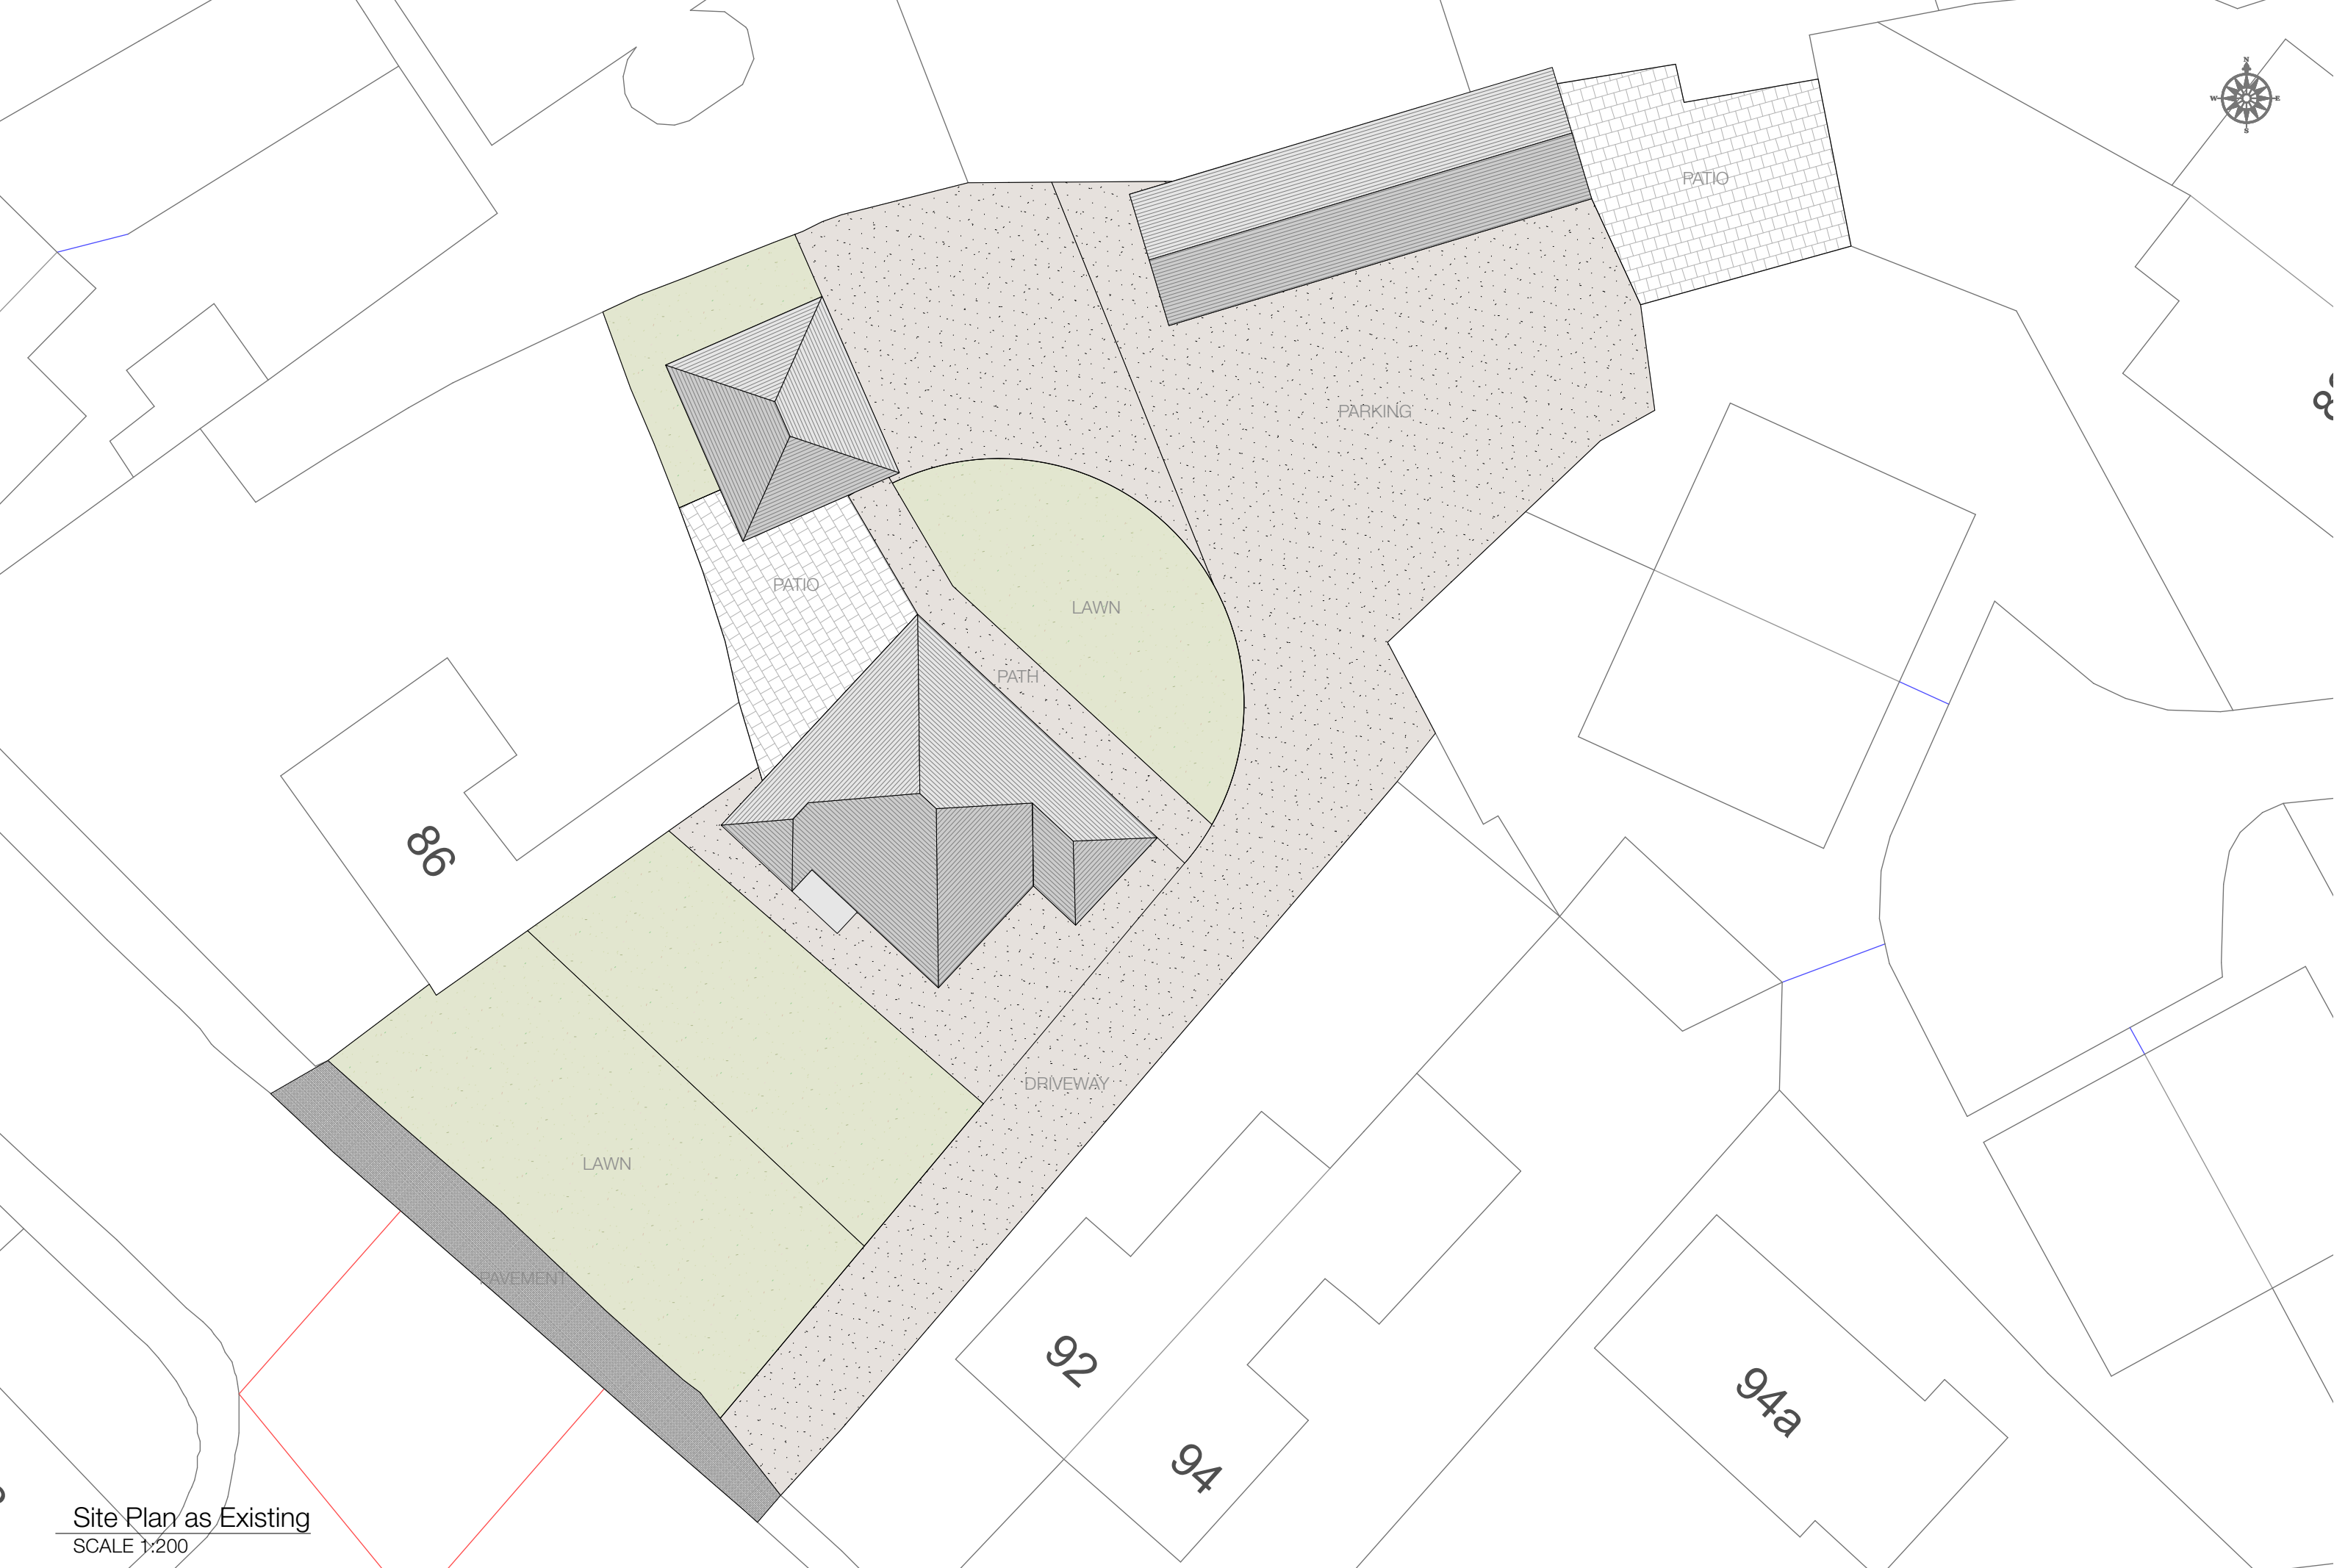 N
W E
S
PATIO
PARKING
PATIO
LAWN
PATH
86
DRIVEWAY
LAWN
PAVEMENT
92
94a
94
Site Plan as Existing
SCALE 1:200